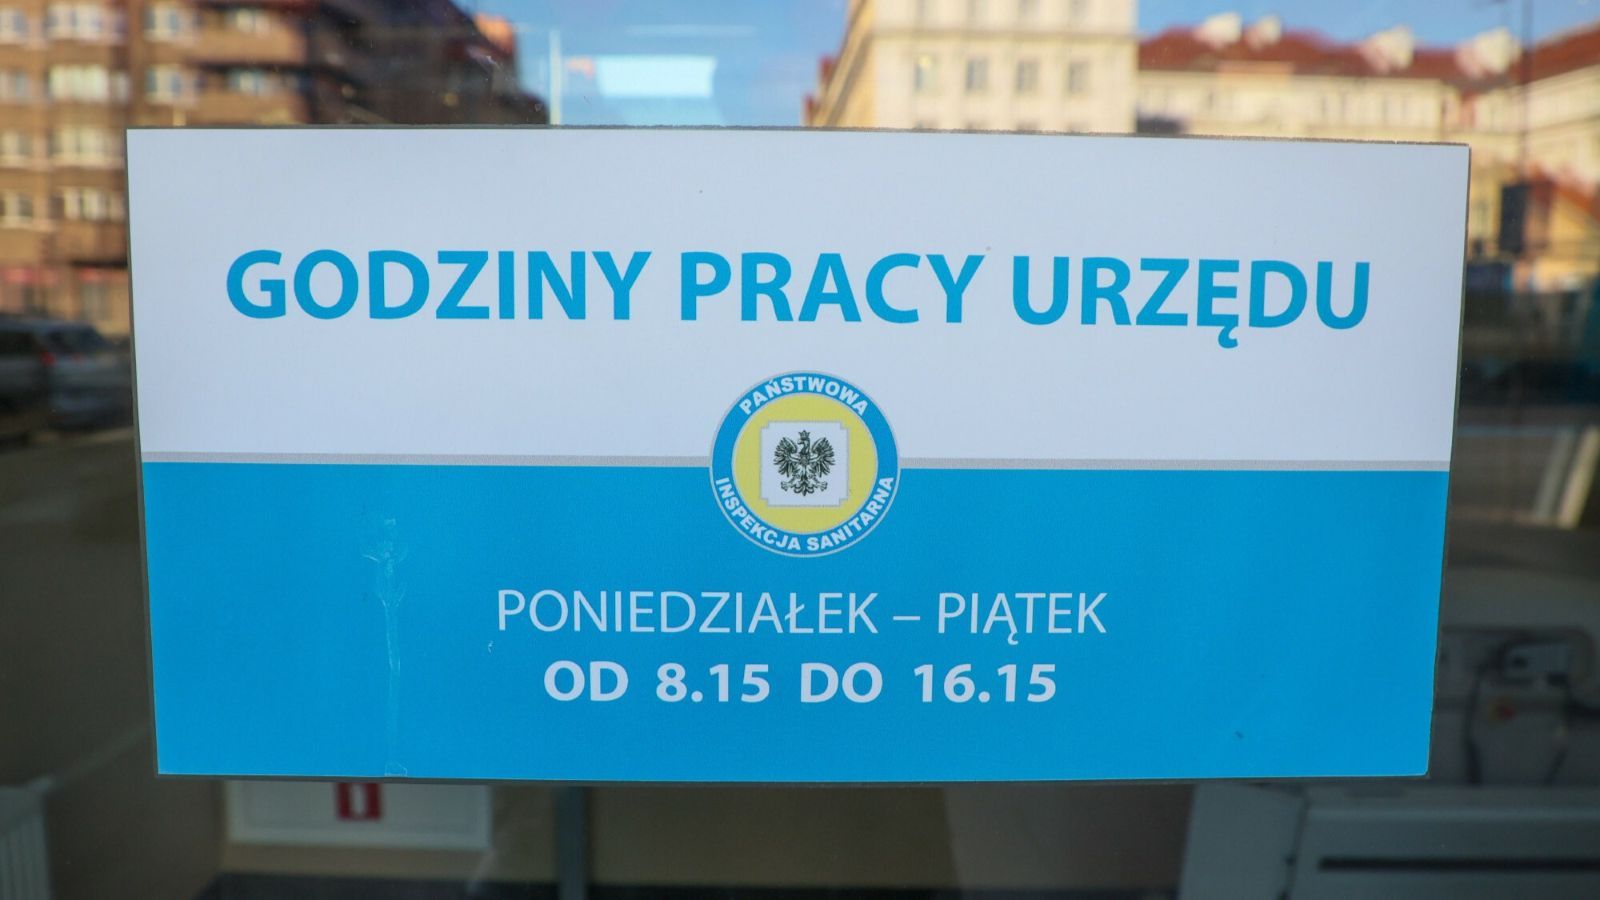 GODZINY PRACY URZĘDU
PAŃSTWOWA
INSPEKCJA SANITARNA
PONIEDZIAŁEK – PIĄTEK
OD 8.15 DO 16.15